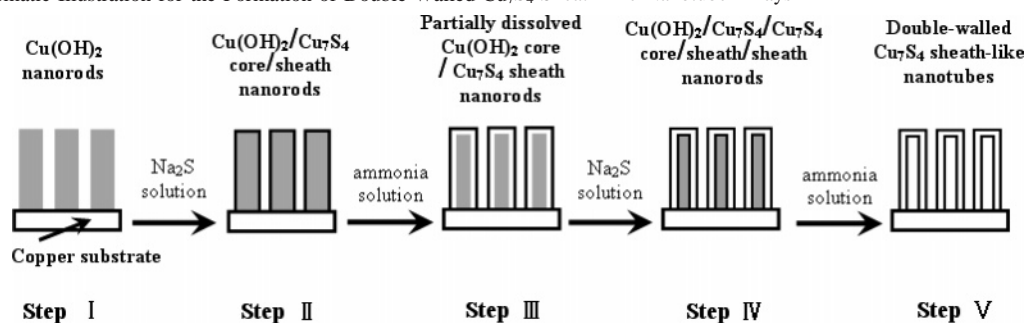 Cu(OH)₂
nanorods
Cu(OH)₂/Cu₇S₄
core/sheath
nanorods
Partially dissolved
Cu(OH)₂ core
/ Cu₇S₄ sheath
nanorods
Cu(OH)₂/Cu₇S₄/Cu₇S₄
core/sheath/sheath
nanorods
Double-walled
Cu₇S₄ sheath-like
nanotubes
Na₂S
solution
ammonia
solution
Na₂S
solution
ammonia
solution
Copper substrate
Step Ⅰ
Step Ⅱ
Step Ⅲ
Step Ⅳ
Step Ⅴ